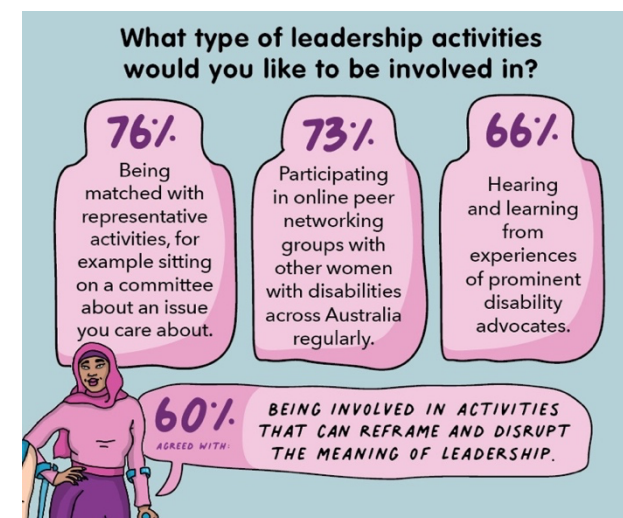 What type of leadership activities
would you like to be involved in?
76%
Being
matched with
representative
activities, for
example sitting
on a committee
about an issue
you care about.
73%
Participating
in online peer
networking
groups with
other women
with disabilities
across Australia
regularly.
66%
Hearing
and learning
from
experiences
of prominent
disability
advocates.
60%
AGREED WITH:
BEING INVOLVED IN ACTIVITIES
THAT CAN REFRAME AND DISRUPT
THE MEANING OF LEADERSHIP.